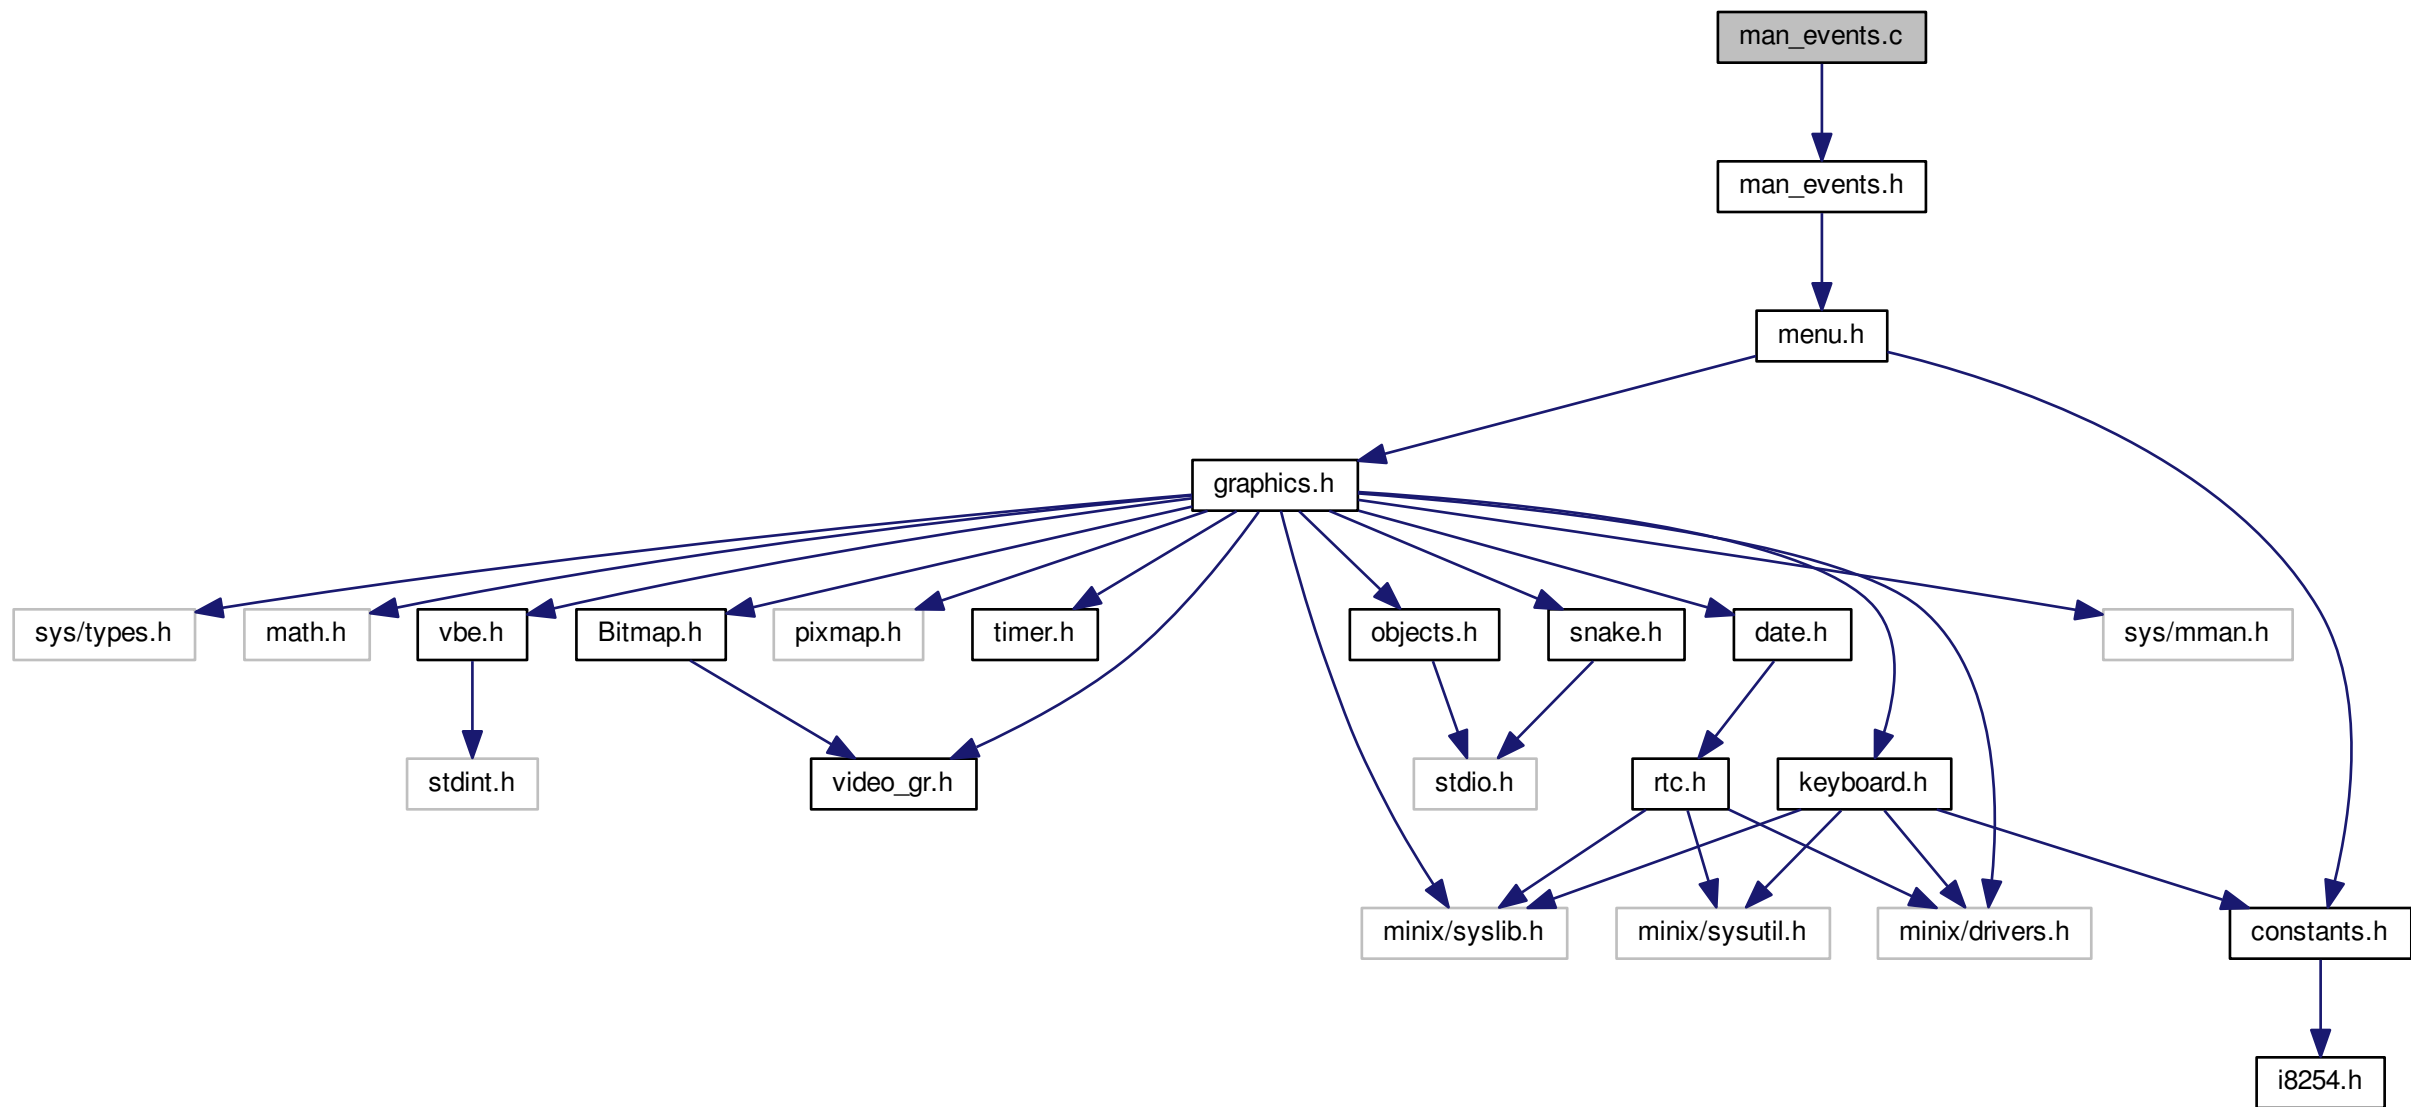 man_events.c
man_events.h
menu.h
graphics.h
sys/types.h
math.h
vbe.h
Bitmap.h
pixmap.h
timer.h
objects.h
snake.h
date.h
sys/mman.h
stdint.h
video_gr.h
stdio.h
rtc.h
keyboard.h
minix/syslib.h
minix/sysutil.h
minix/drivers.h
constants.h
i8254.h